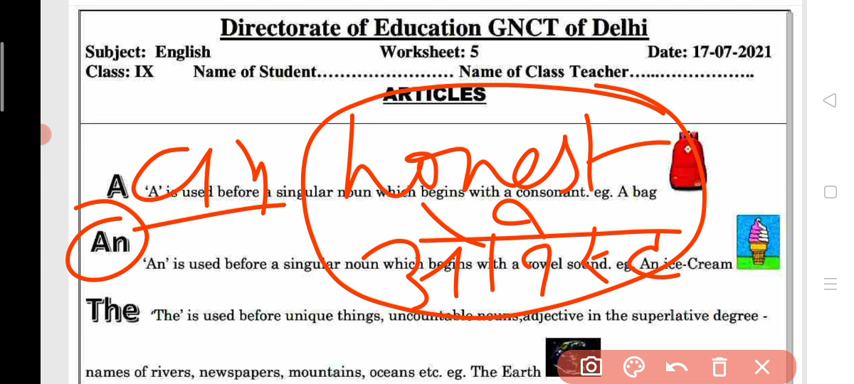 Directorate of Education GNCT of Delhi
Subject: English Worksheet: 5 Date: 17-07-2021
Class: IX Name of Student........................ Name of Class Teacher......................
ARTICLES
an honest
A 'A' is used before a singular noun which begins with a consonant. eg. A bag
An
'An' is used before a singular noun which begins with a vowel sound. eg. An ice-Cream
The 'The' is used before unique things, uncountable nouns,adjective in the superlative degree -
names of rivers, newspapers, mountains, oceans etc. eg. The Earth